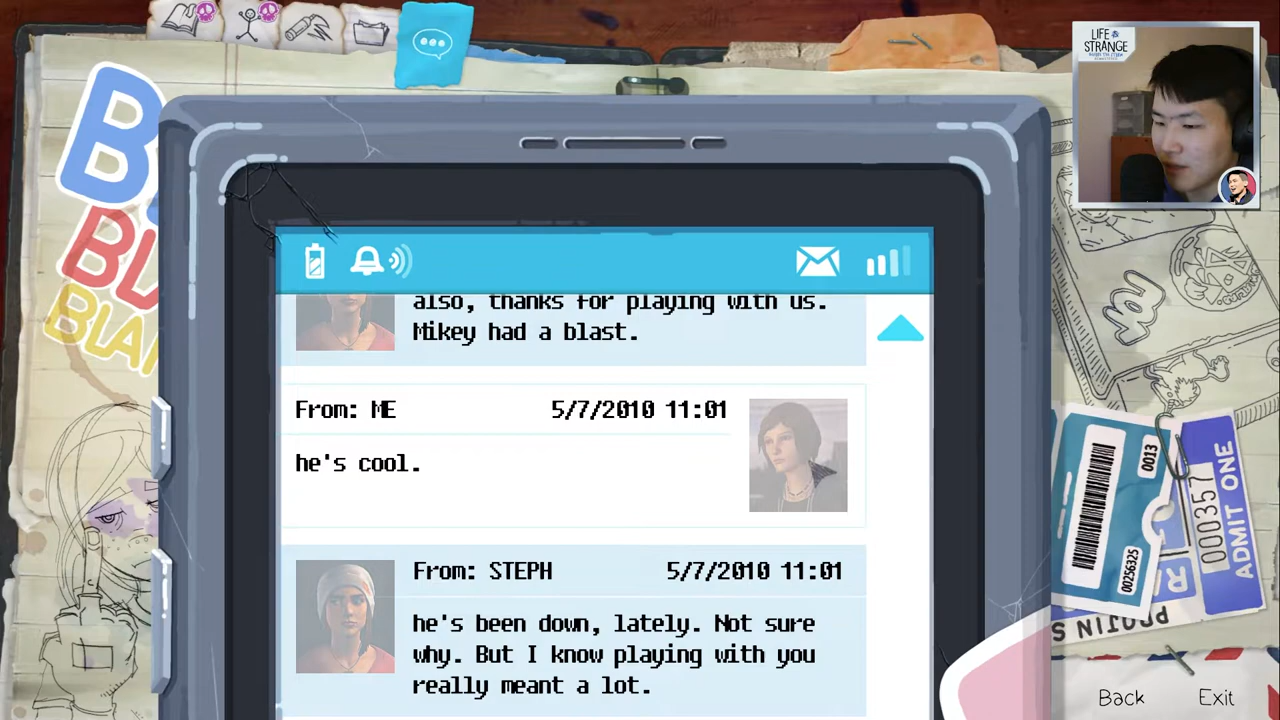 LIFE
STRANGE
also, thanks for playing with us.
Mikey had a blast.
From: ME 5/7/2010 11:01
he's cool.
From: STEPH 5/7/2010 11:01
he's been down, lately. Not sure
why. But I know playing with you
really meant a lot.
0013
00256325
000357
ADMIT ONE
Back
Exit